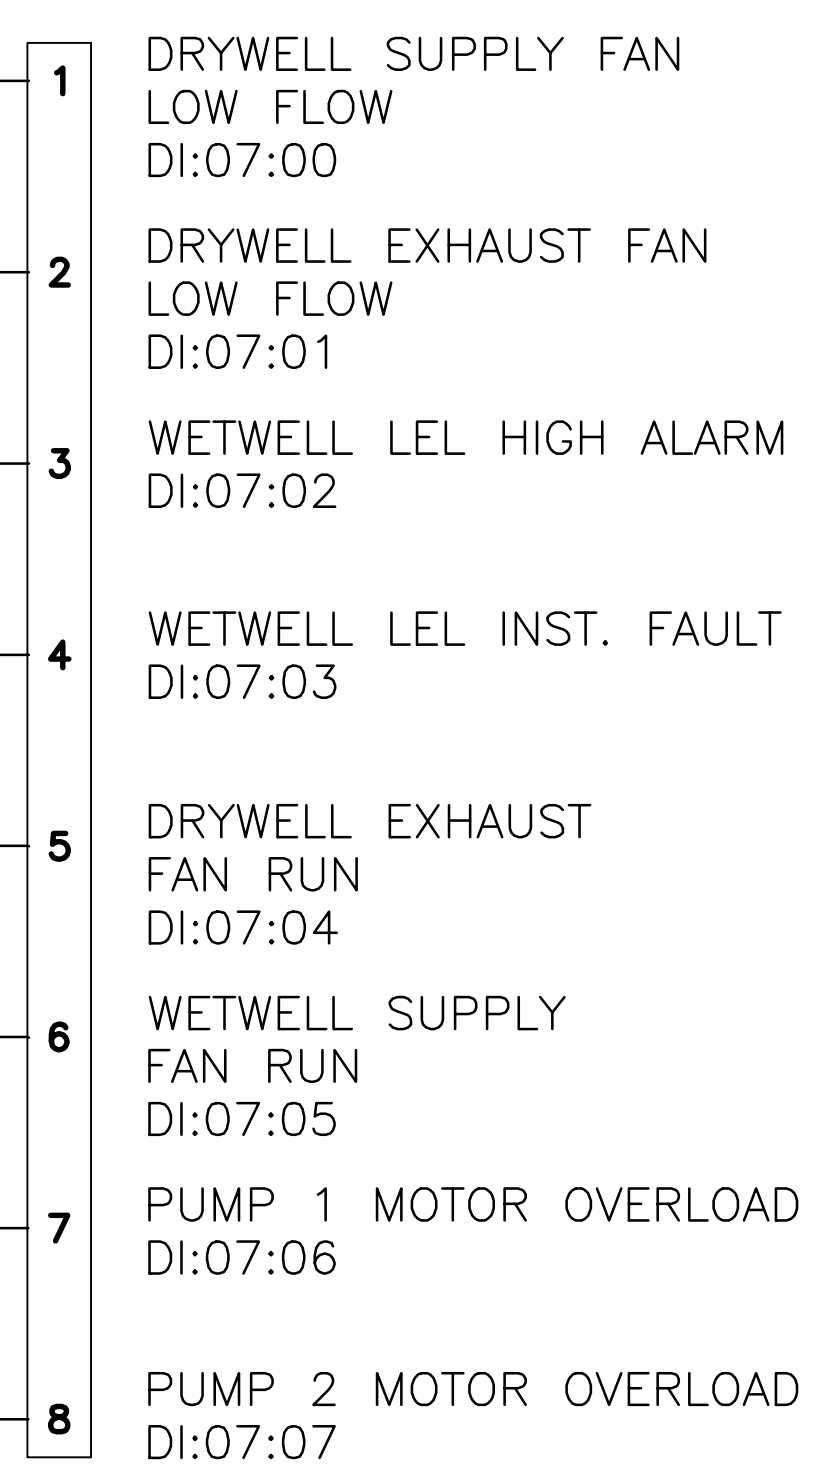 1
DRYWELL SUPPLY FAN
LOW FLOW
DI:07:00
2
DRYWELL EXHAUST FAN
LOW FLOW
DI:07:01
3
WETWELL LEL HIGH ALARM
DI:07:02
4
WETWELL LEL INST. FAULT
DI:07:03
5
DRYWELL EXHAUST
FAN RUN
DI:07:04
6
WETWELL SUPPLY
FAN RUN
DI:07:05
7
PUMP 1 MOTOR OVERLOAD
DI:07:06
8
PUMP 2 MOTOR OVERLOAD
DI:07:07